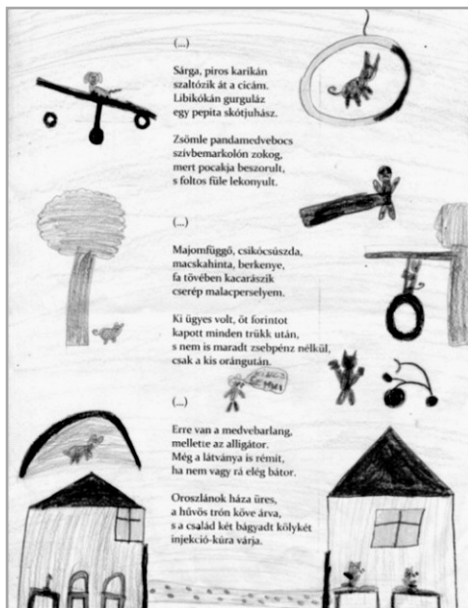 (...)
Sárga, piros karikán
szaltózik át a cicám.
Libikókán gurguláz
egy pepita skótjuhász.
Zsömle pandamedvebocs
szívbemarkolón zokog,
mert pocakja beszorult,
s foltos füle lekonyult.
(...)
Majomfüggő, csikócsúszda,
macskahinta, berkenye,
fa tövében kacarászik
cserép malacperselyem.
Ki ügyes volt, öt forintot
kapott minden trükk után,
s nem is maradt zsebpénz nélkül,
csak a kis orángután.
(...)
Erre van a medvebarlang,
mellette az alligátor.
Még a látványa is rémít,
ha nem vagy rá elég bátor.
Oroszlánok háza üres,
a hűvös trón köve árva,
s a család két bágyadt kölykét
injekció-kúra várja.